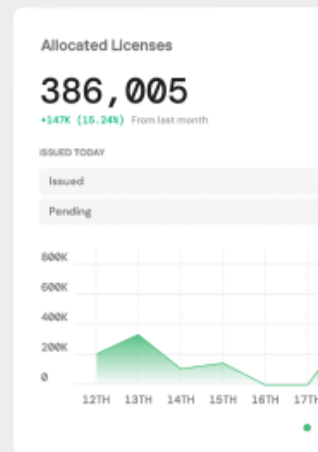 Allocated Licenses
386,005
+147K (15.24%) From last month
ISSUED TODAY
Issued
Pending
800K
600K
400K
200K
0
12TH 13TH 14TH 15TH 16TH 17TH